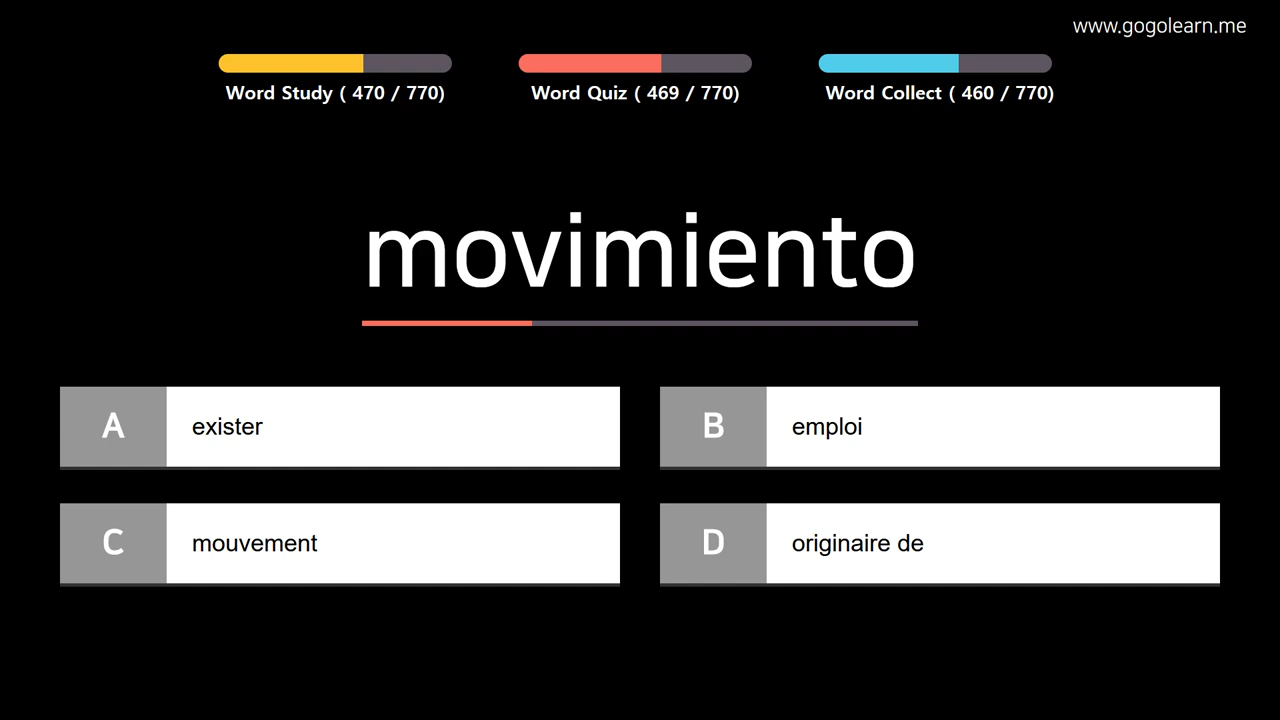 www.gogolearn.me
Word Study ( 470 / 770)
Word Quiz ( 469 / 770)
Word Collect ( 460 / 770)
movimiento
A exister
B emploi
C mouvement
D originaire de